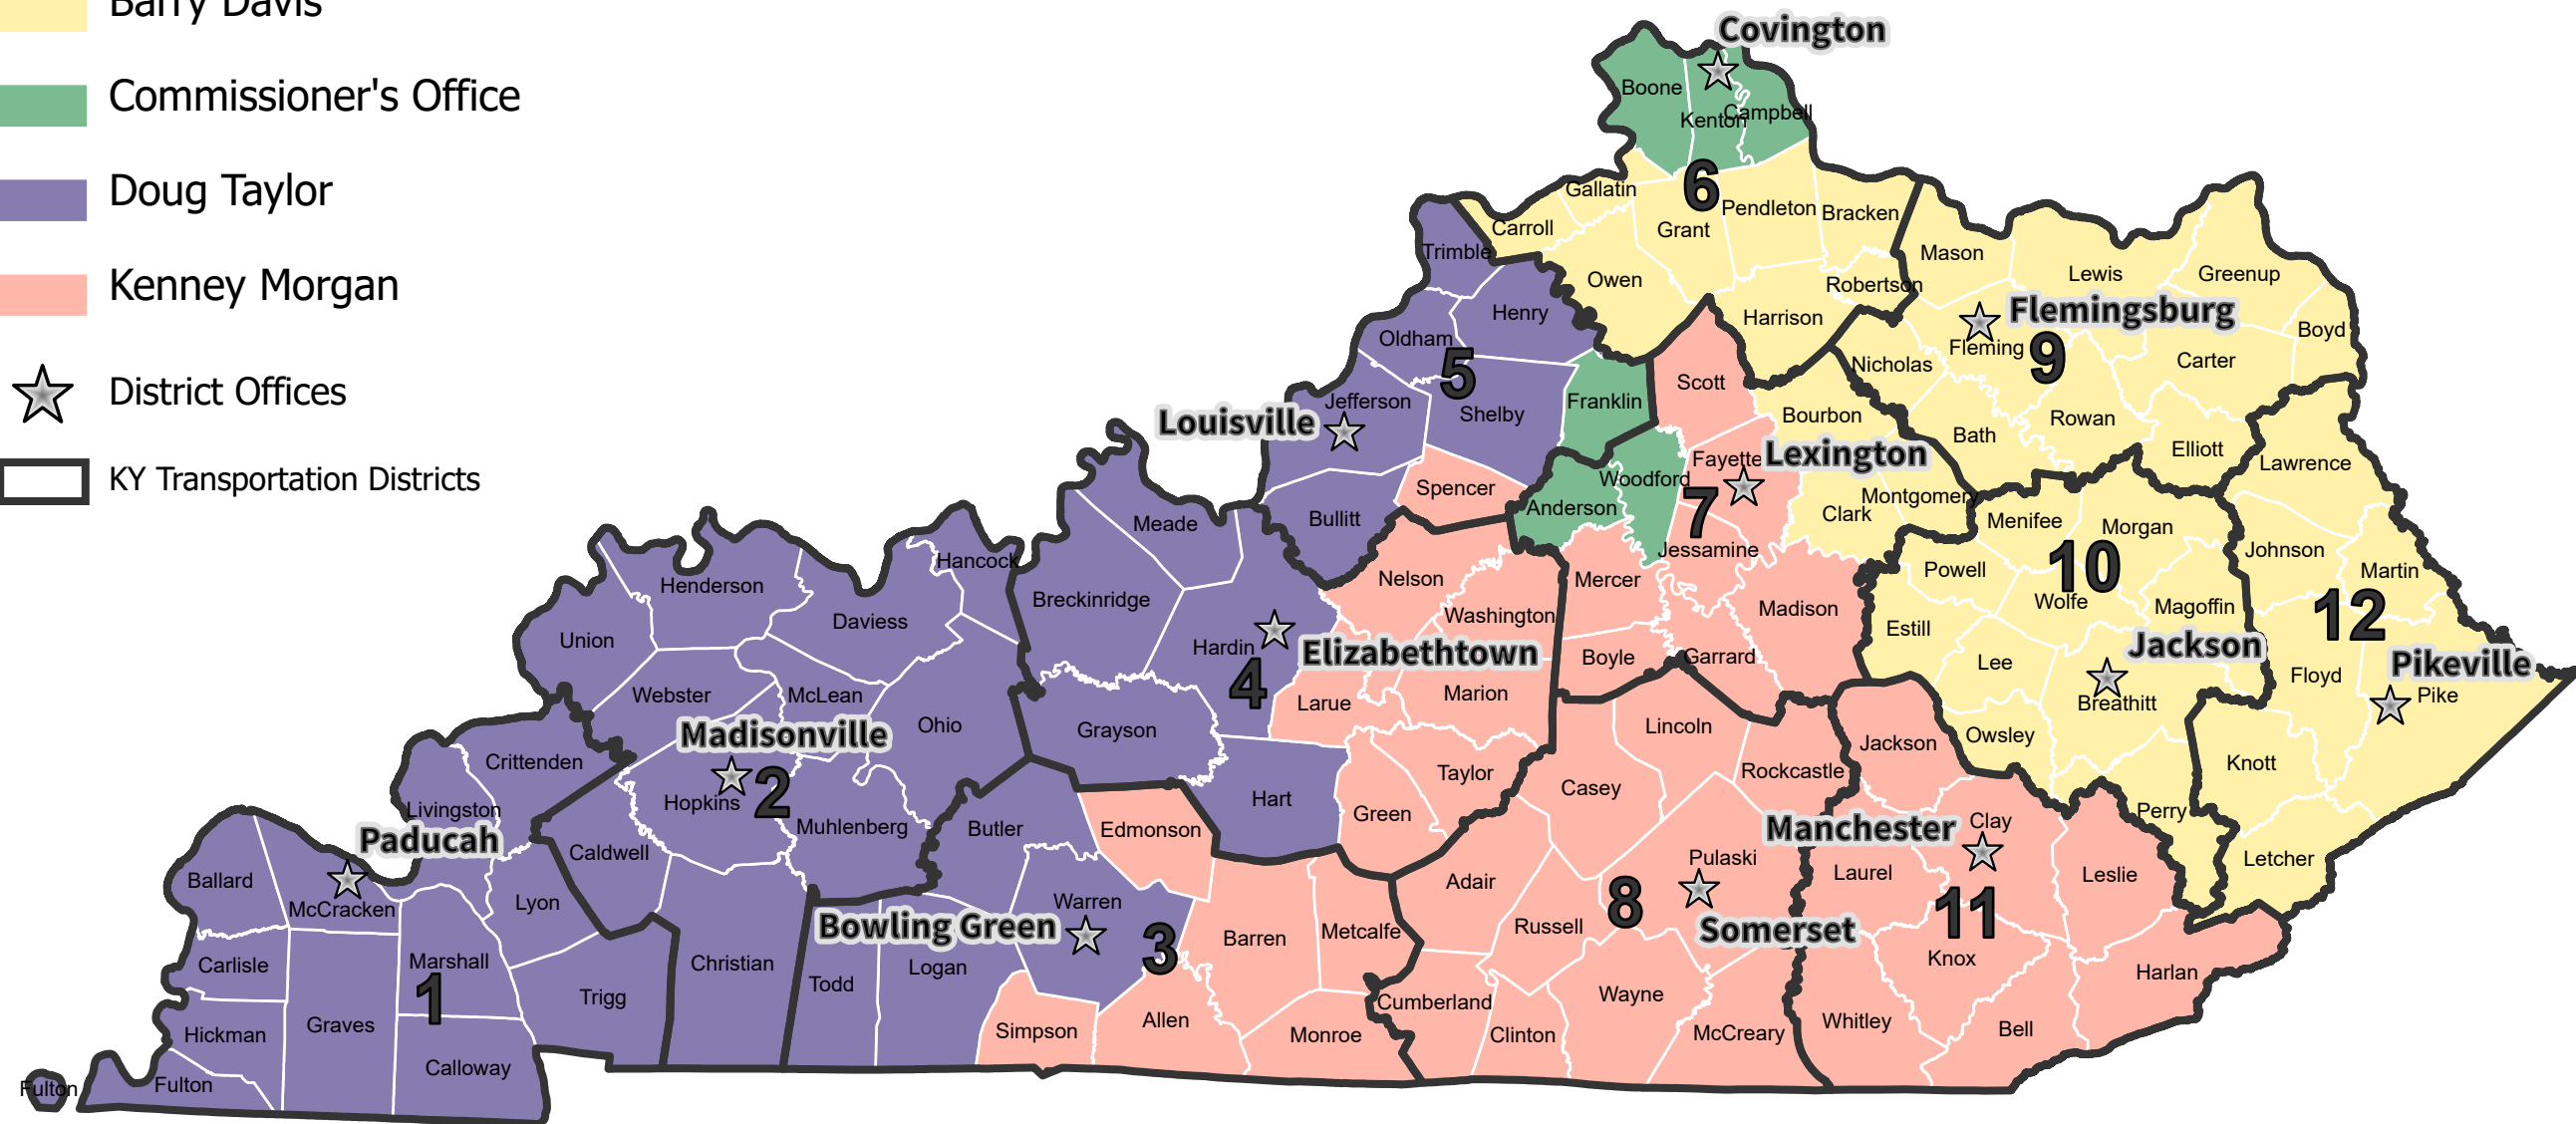 Barry Davis
Commissioner's Office
Doug Taylor
Kenney Morgan
District Offices
KY Transportation Districts
Covington
Boone
Kenton
Campbell
6
Gallatin
Carroll
Grant
Pendleton
Bracken
Owen
Robertson
Harrison
Trimble
Henry
Oldham
5
Jefferson
Shelby
Louisville
Bullitt
Spencer
Franklin
Mason
Lewis
Greenup
Flemingsburg
Fleming
9
Boyd
Nicholas
Carter
Bath
Rowan
Elliott
Scott
Bourbon
Fayette
Lexington
Woodford
7
Anderson
Clark
Montgomery
Jessamine
Mercer
Madison
Boyle
Garrard
Menifee
Morgan
10
Powell
Wolfe
Magoffin
Estill
Lee
Jackson
Breathitt
Owsley
Perry
Lawrence
Johnson
Martin
12
Pikeville
Floyd
Pike
Knott
Letcher
Meade
Breckinridge
Hardin
4
Elizabethtown
Nelson
Washington
Larue
Marion
Grayson
Hart
Taylor
Green
Hancock
Henderson
Daviess
Union
Webster
McLean
Ohio
Madisonville
Hopkins
2
Muhlenberg
Caldwell
Christian
Crittenden
Livingston
Paducah
Ballard
McCracken
Lyon
Carlisle
Marshall
1
Trigg
Hickman
Graves
Calloway
Fulton
Fulton
Butler
Edmonson
Warren
Bowling Green
3
Todd
Logan
Barren
Metcalfe
Simpson
Allen
Monroe
Lincoln
Casey
Rockcastle
Adair
Pulaski
8
Russell
Somerset
Cumberland
Clinton
Wayne
McCreary
Jackson
Manchester
Clay
Laurel
Leslie
11
Knox
Harlan
Whitley
Bell